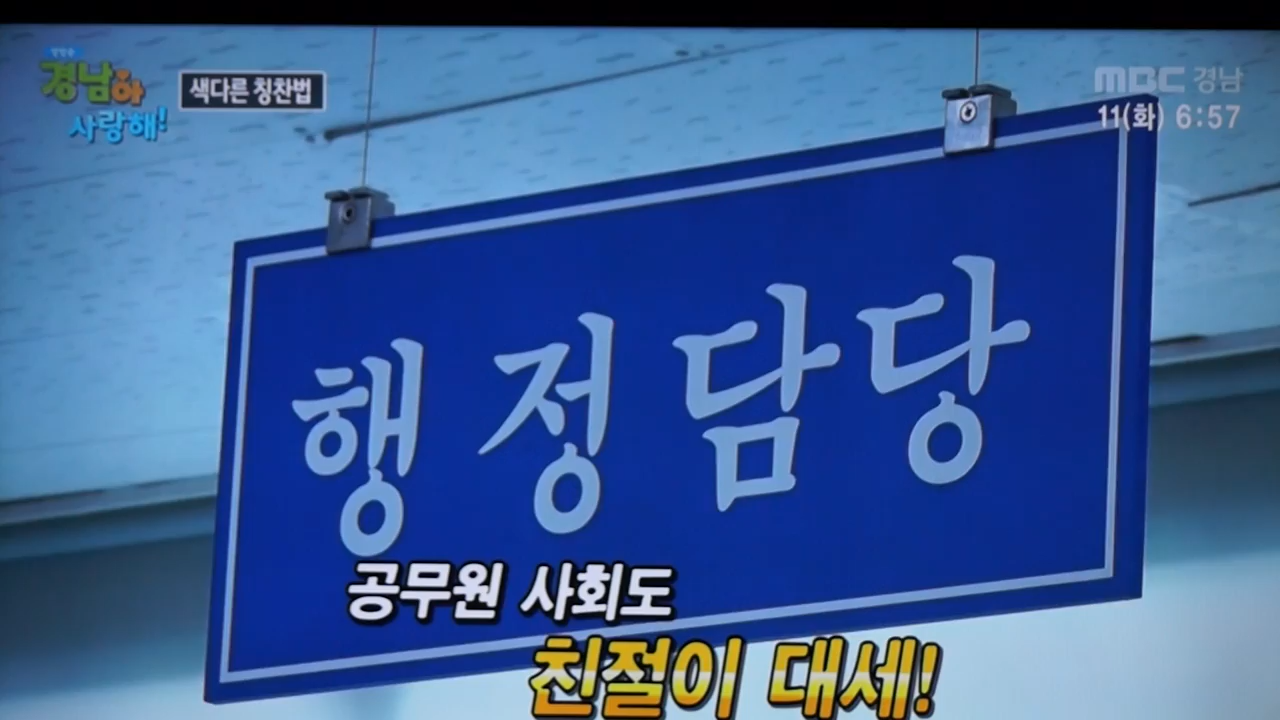 경남아
사랑해!
색다른 칭찬법
MBC 경남
11(화) 6:57
행정담당
공무원 사회도
친절이 대세!